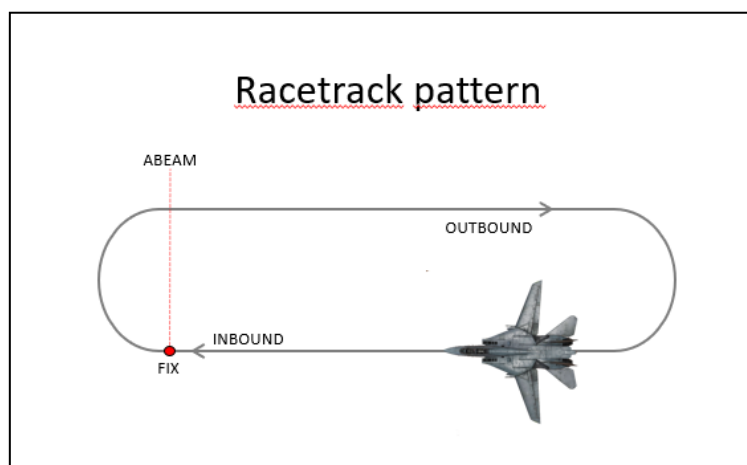 Racetrack pattern
ABEAM
OUTBOUND
INBOUND
FIX